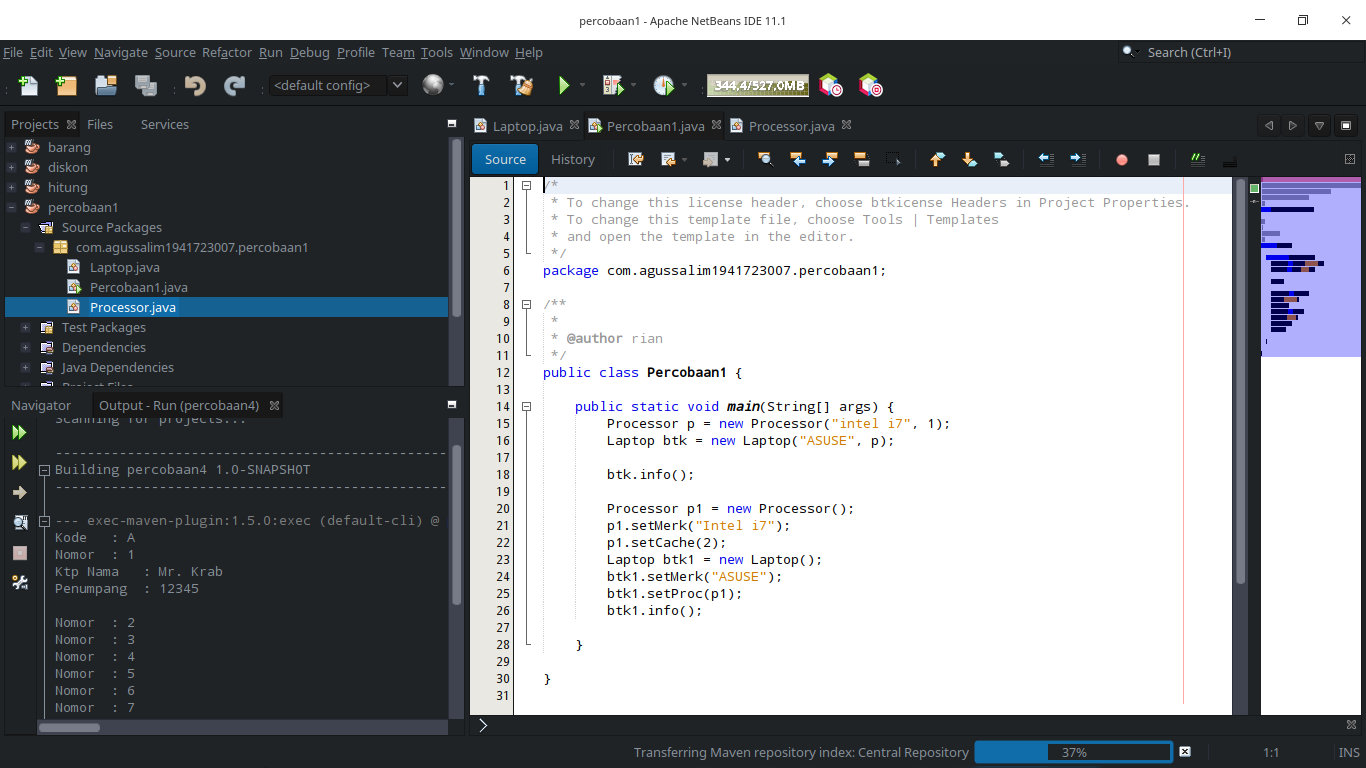 percobaan1 - Apache NetBeans IDE 11.1
File Edit View Navigate Source Refactor Run Debug Profile Team Tools Window Help
Search (Ctrl+I)
<default config>
344,4/527,0MB
Projects Files Services
barang
diskon
hitung
percobaan1
Source Packages
com.agussalim1941723007.percobaan1
Laptop.java
Percobaan1.java
Processor.java
Test Packages
Dependencies
Java Dependencies
Project Files
Navigator Output - Run (percobaan4)
Scanning for projects...
------------------------------------------------
Building percobaan4 1.0-SNAPSHOT
------------------------------------------------
--- exec-maven-plugin:1.5.0:exec (default-cli) @
Kode   : A
Nomor  : 1
Ktp Nama   : Mr. Krab
Penumpang  : 12345
Nomor  : 2
Nomor  : 3
Nomor  : 4
Nomor  : 5
Nomor  : 6
Nomor  : 7
Laptop.java Percobaan1.java Processor.java
Source History
1 /*
2  * To change this license header, choose btkicense Headers in Project Properties.
3  * To change this template file, choose Tools | Templates
4  * and open the template in the editor.
5  */
6 package com.agussalim1941723007.percobaan1;
7
8 /**
9  *
10  * @author rian
11  */
12 public class Percobaan1 {
13
14     public static void main(String[] args) {
15         Processor p = new Processor("intel i7", 1);
16         Laptop btk = new Laptop("ASUSE", p);
17
18         btk.info();
19
20         Processor p1 = new Processor();
21         p1.setMerk("Intel i7");
22         p1.setCache(2);
23         Laptop btk1 = new Laptop();
24         btk1.setMerk("ASUSE");
25         btk1.setProc(p1);
26         btk1.info();
27
28     }
29
30 }
31
Transferring Maven repository index: Central Repository 37% 1:1 INS